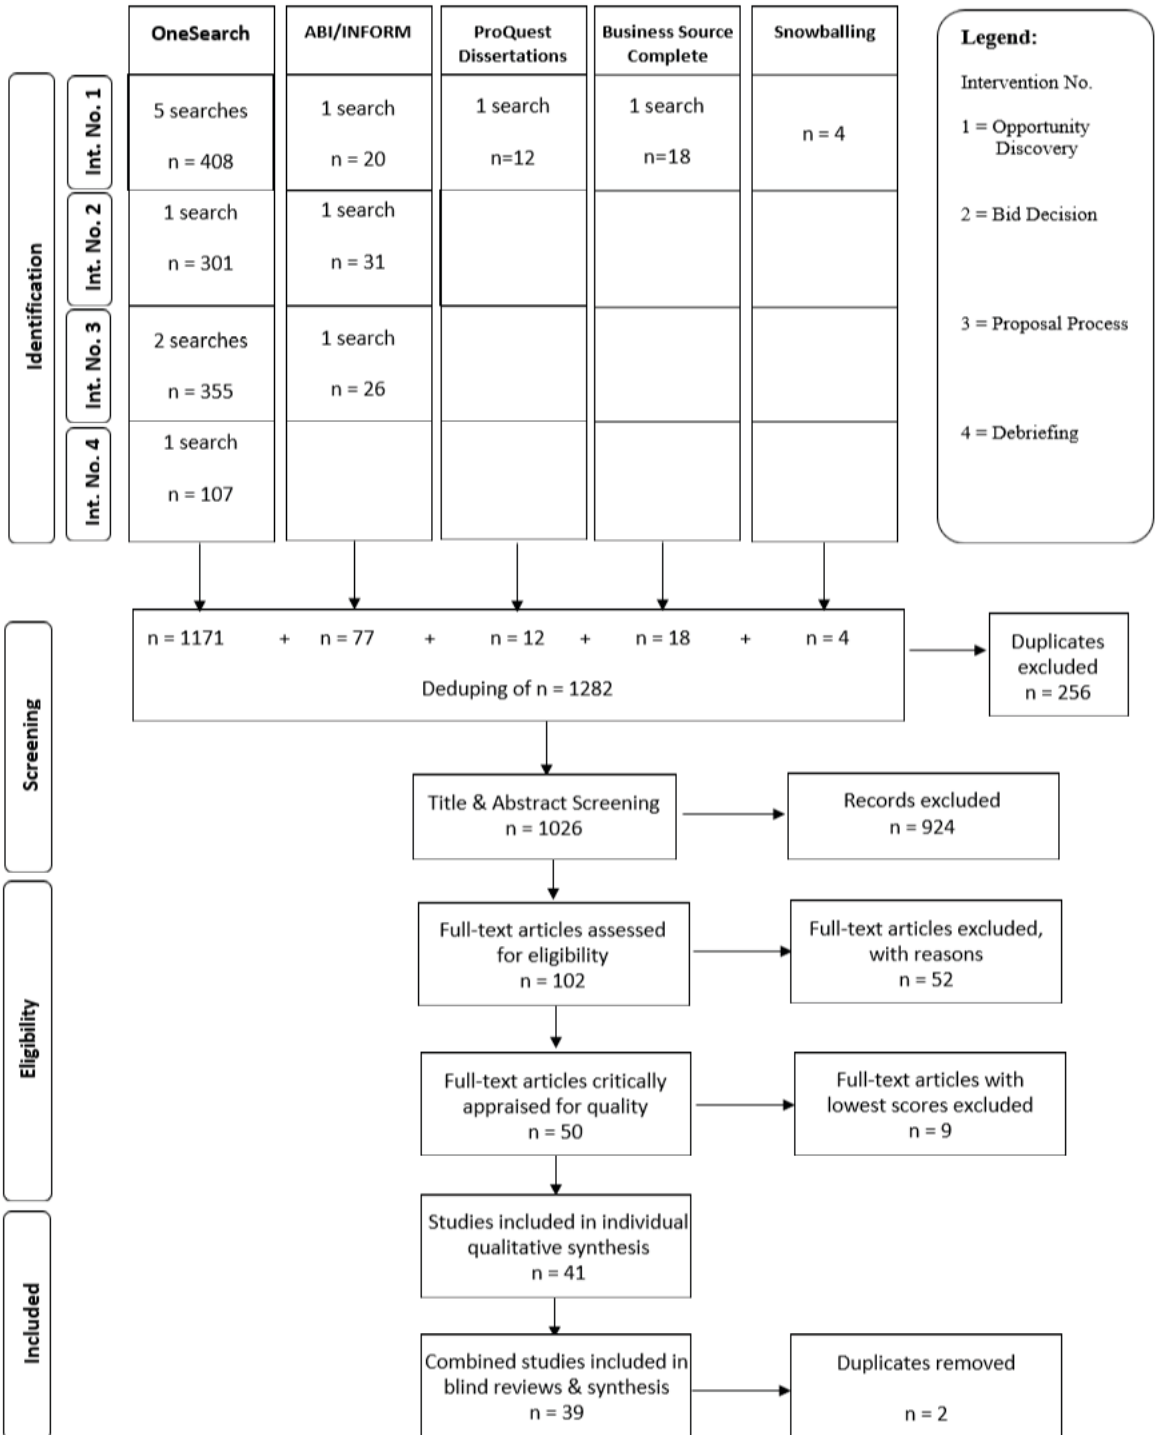 OneSearch
ABI/INFORM
ProQuest
Dissertations
Business Source
Complete
Snowballing
Legend:
Intervention No.
1 = Opportunity
Discovery
2 = Bid Decision
3 = Proposal Process
4 = Debriefing
Identification
Int. No. 1
5 searches
n = 408
1 search
n = 20
1 search
n=12
1 search
n=18
n = 4
Int. No. 2
1 search
n = 301
1 search
n = 31
Int. No. 3
2 searches
n = 355
1 search
n = 26
Int. No. 4
1 search
n = 107
Screening
n = 1171 + n = 77 + n = 12 + n = 18 + n = 4
Deduping of n = 1282
Duplicates
excluded
n = 256
Title & Abstract Screening
n = 1026
Records excluded
n = 924
Eligibility
Full-text articles assessed
for eligibility
n = 102
Full-text articles excluded,
with reasons
n = 52
Full-text articles critically
appraised for quality
n = 50
Full-text articles with
lowest scores excluded
n = 9
Included
Studies included in individual
qualitative synthesis
n = 41
Combined studies included in
blind reviews & synthesis
n = 39
Duplicates removed
n = 2